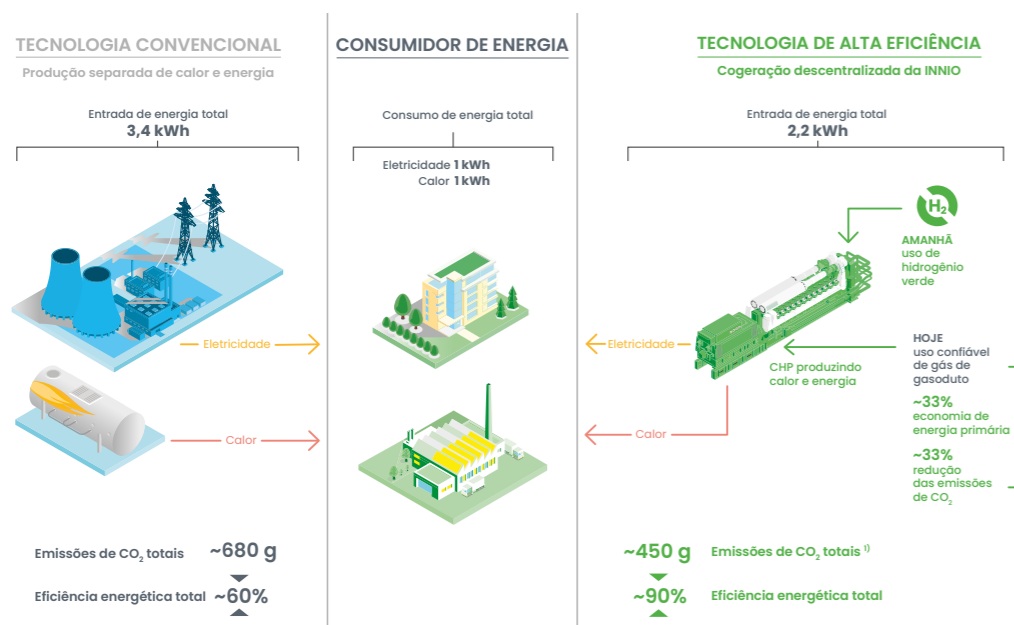 TECNOLOGIA CONVENCIONAL
Produção separada de calor e energia
Entrada de energia total
3,4 kWh
Eletricidade
Calor
Emissões de CO2 totais ~680 g
Eficiência energética total ~60%
CONSUMIDOR DE ENERGIA
Consumo de energia total
Eletricidade 1 kWh
Calor 1 kWh
TECNOLOGIA DE ALTA EFICIÊNCIA
Cogeração descentralizada da INNIO
Entrada de energia total
2,2 kWh
H2
AMANHÃ
uso de
hidrogênio
verde
Eletricidade
CHP produzindo
calor e energia
Calor
HOJE
uso confiável
de gás de
gasoduto
~33%
economia de
energia primária
~33%
redução
das emissões
de CO2
~450 g Emissões de CO2 totais 1)
~90% Eficiência energética total